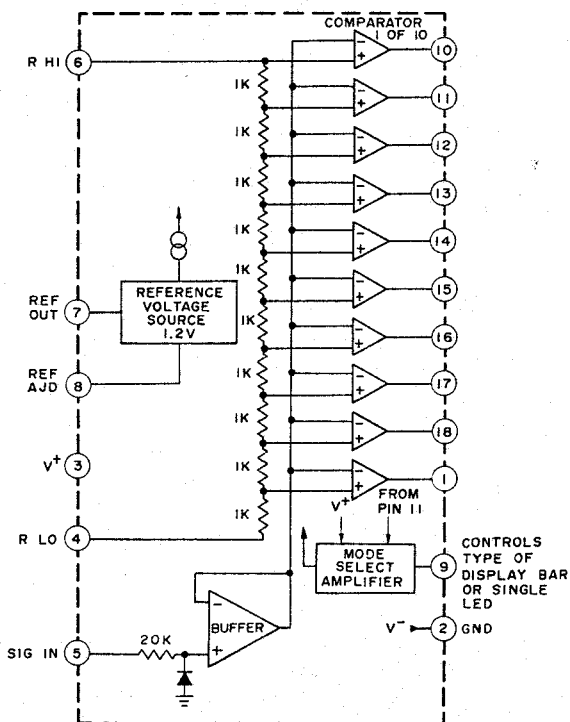 COMPARATOR
1 OF 10
R HI
6
10
1K
11
1K
12
1K
13
1K
14
1K
15
REF
OUT
7
REFERENCE
VOLTAGE
SOURCE
1.2V
1K
16
1K
17
REF
AJD
8
1K
18
V+
3
1K
1
1K
V+
FROM
PIN 11
R LO
4
MODE
SELECT
AMPLIFIER
9
CONTROLS
TYPE OF
DISPLAY BAR
OR SINGLE
LED
BUFFER
V-
2
GND
SIG IN
5
20K
-
+
-
+
-
+
-
+
-
+
-
+
-
+
-
+
-
+
-
+
-
+